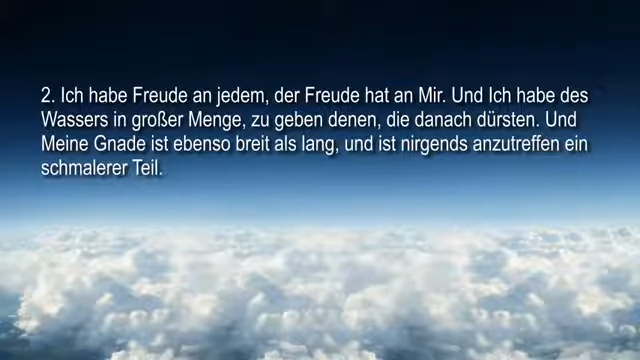 2. Ich habe Freude an jedem, der Freude hat an Mir. Und Ich habe des
Wassers in großer Menge, zu geben denen, die danach dürsten. Und
Meine Gnade ist ebenso breit als lang, und ist nirgends anzutreffen ein
schmalerer Teil.